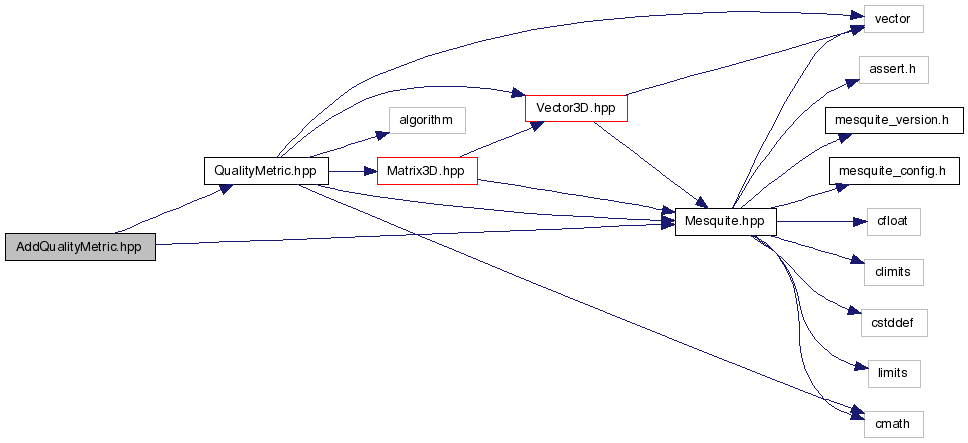 vector
assert.h
Vector3D.hpp
algorithm
mesquite_version.h
QualityMetric.hpp
Matrix3D.hpp
mesquite_config.h
Mesquite.hpp
cfloat
AddQualityMetric.hpp
climits
cstddef
limits
cmath